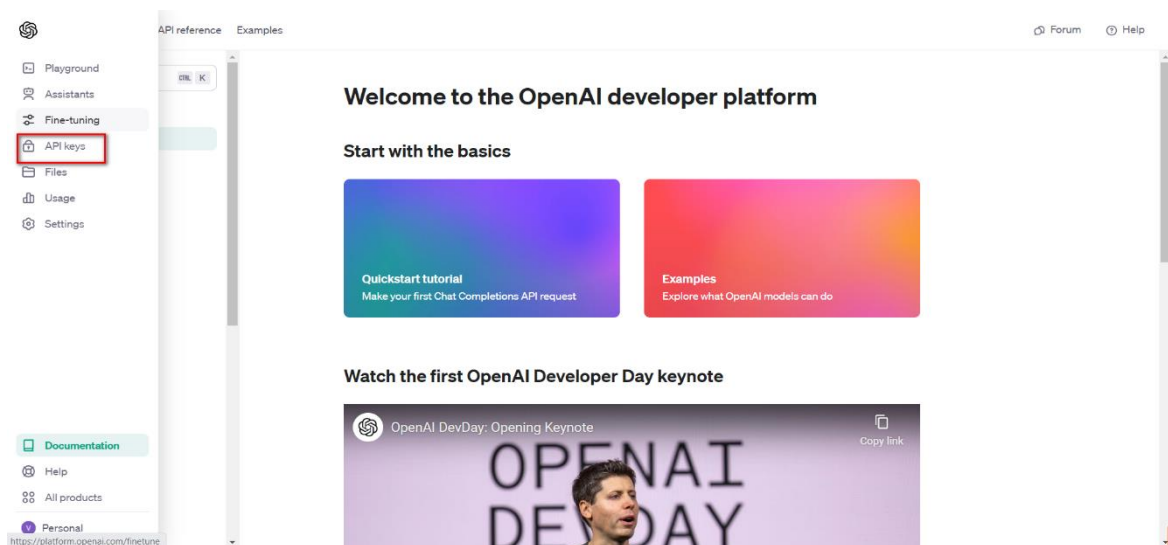 API reference Examples
Forum Help
Playground
Assistants
Fine-tuning
API keys
Files
Usage
Settings
Documentation
Help
All products
V Personal
https://platform.openai.com/finetune
CTRL K
Welcome to the OpenAI developer platform
Start with the basics
Quickstart tutorial
Make your first Chat Completions API request
Examples
Explore what OpenAI models can do
Watch the first OpenAI Developer Day keynote
OpenAI DevDay: Opening Keynote
Copy link
OPENAI
DEVDAY